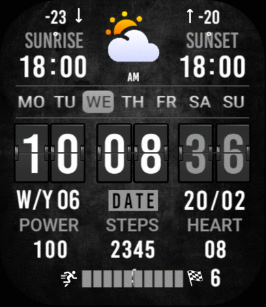 -23 ↓ ↑ -20
SUNRISE SUNSET
18:00 18:00
AM
MO TU WE TH FR SA SU
10 08 36
W/Y 06 DATE 20/02
POWER STEPS HEART
100 2345 08
6